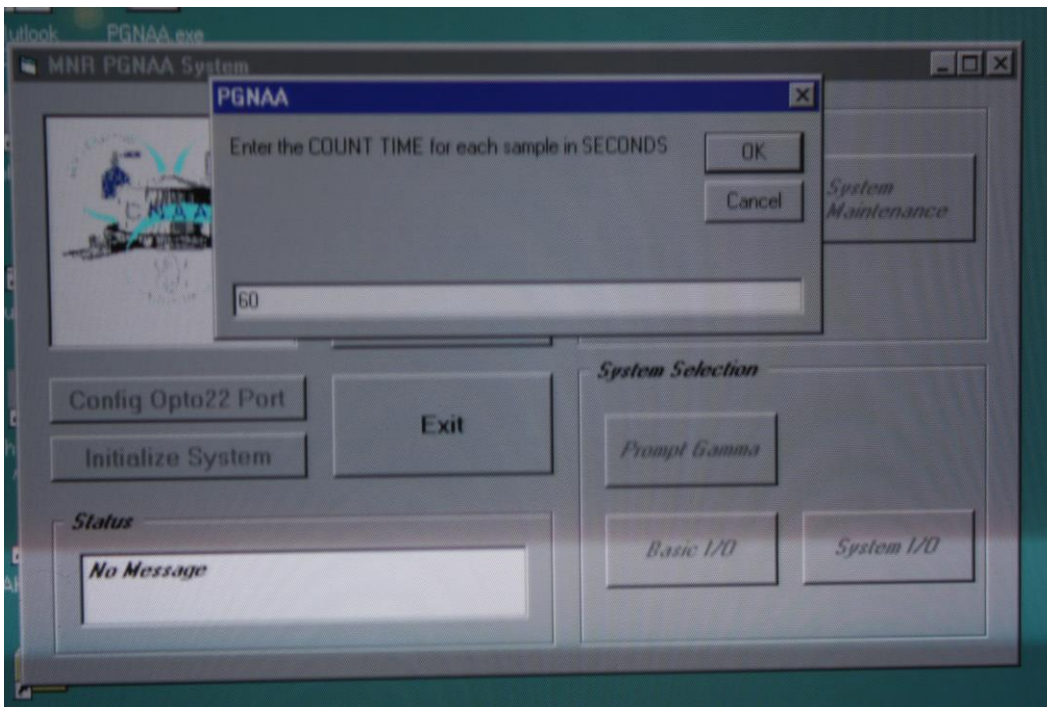 utlook
PGNAA.exe
MNR PGNAA System
PGNAA
Enter the COUNT TIME for each sample in SECONDS
OK
Cancel
60
CNAA
System
Maintenance
Config Opto22 Port
Initialize System
Exit
System Selection
Prompt Gamma
Basic I/O
System I/O
Status
No Message